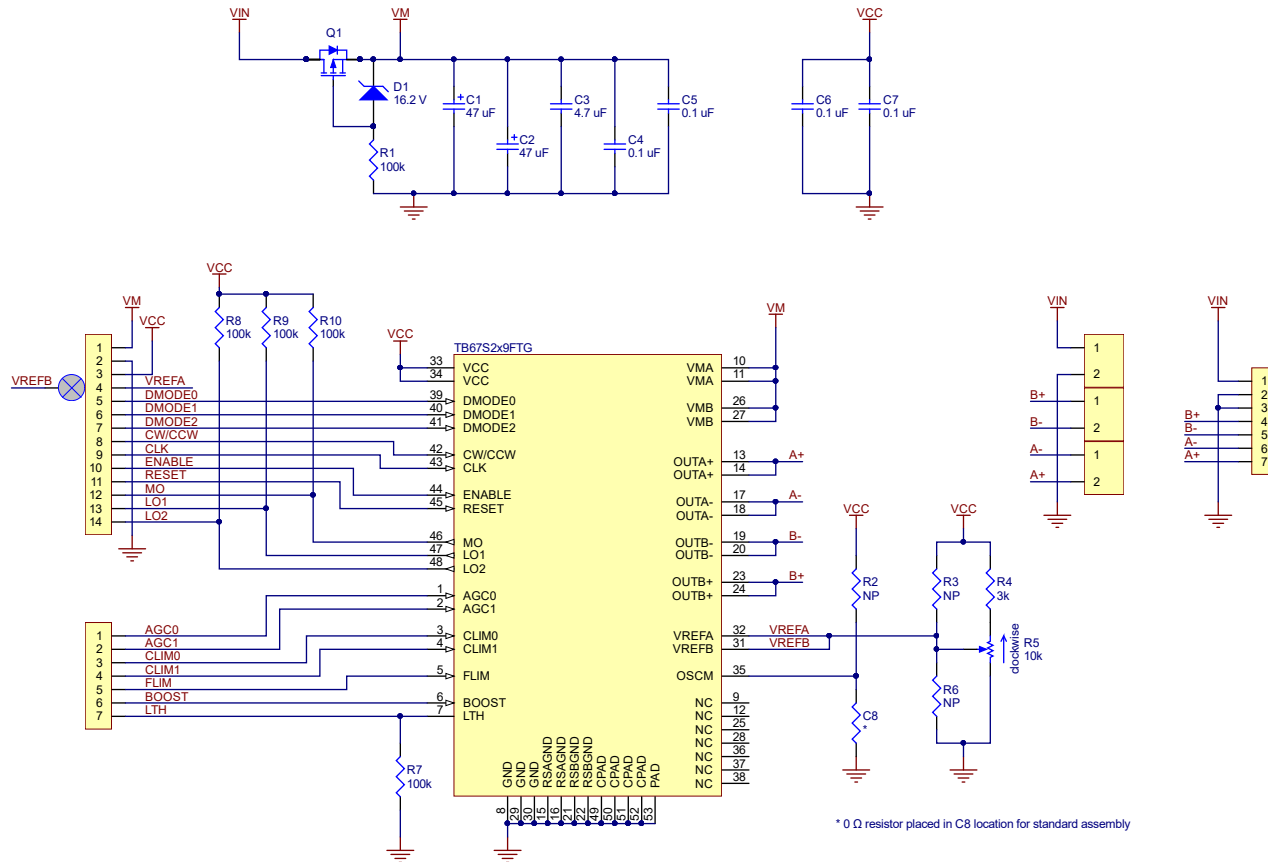 VIN
VM
VCC
Q1
D1
16.2 V
C1
47 uF
C2
47 uF
C3
4.7 uF
C4
0.1 uF
C5
0.1 uF
C6
0.1 uF
C7
0.1 uF
R1
100k
VCC
VM
VCC
R8
100k
R9
100k
R10
100k
VREFB
1
2
3
4 VREFA
5 DMODE0
6 DMODE1
7 DMODE2
8 CW/CCW
9 CLK
10 ENABLE
11 RESET
12 MO
13 LO1
14 LO2
1 AGC0
2 AGC1
3 CLIM0
4 CLIM1
5 FLIM
6 BOOST
7 LTH
R7
100k
VCC
TB67S2x9FTG
33 VCC
34 VCC
39 DMODE0
40 DMODE1
41 DMODE2
42 CW/CCW
43 CLK
44 ENABLE
45 RESET
46 MO
47 LO1
48 LO2
1 AGC0
2 AGC1
3 CLIM0
4 CLIM1
5 FLIM
6 BOOST
7 LTH
VM
VMA 10
VMA 11
VMB 26
VMB 27
OUTA+ 13 A+
OUTA+ 14
OUTA- 17 A-
OUTA- 18
OUTB- 19 B-
OUTB- 20
OUTB+ 23 B+
OUTB+ 24
VREFA 32 VREFA
VREFB 31 VREFB
OSCM 35
NC 9
NC 12
NC 25
NC 28
NC 36
NC 37
NC 38
GND 8
GND 29
GND 30
RSAGND 15
RSAGND 16
RSBGND 21
RSBGND 22
CPAD 49
CPAD 50
CPAD 51
CPAD 52
PAD 53
VCC
R2
NP
C8
*
VCC
R3
NP
R4
3k
R5
10k
clockwise
R6
NP
* 0 Ω resistor placed in C8 location for standard assembly
VIN
1
2
B+ 1
B- 2
A- 1
A+ 2
VIN
1
2
3
B+ 4
B- 5
A- 6
A+ 7